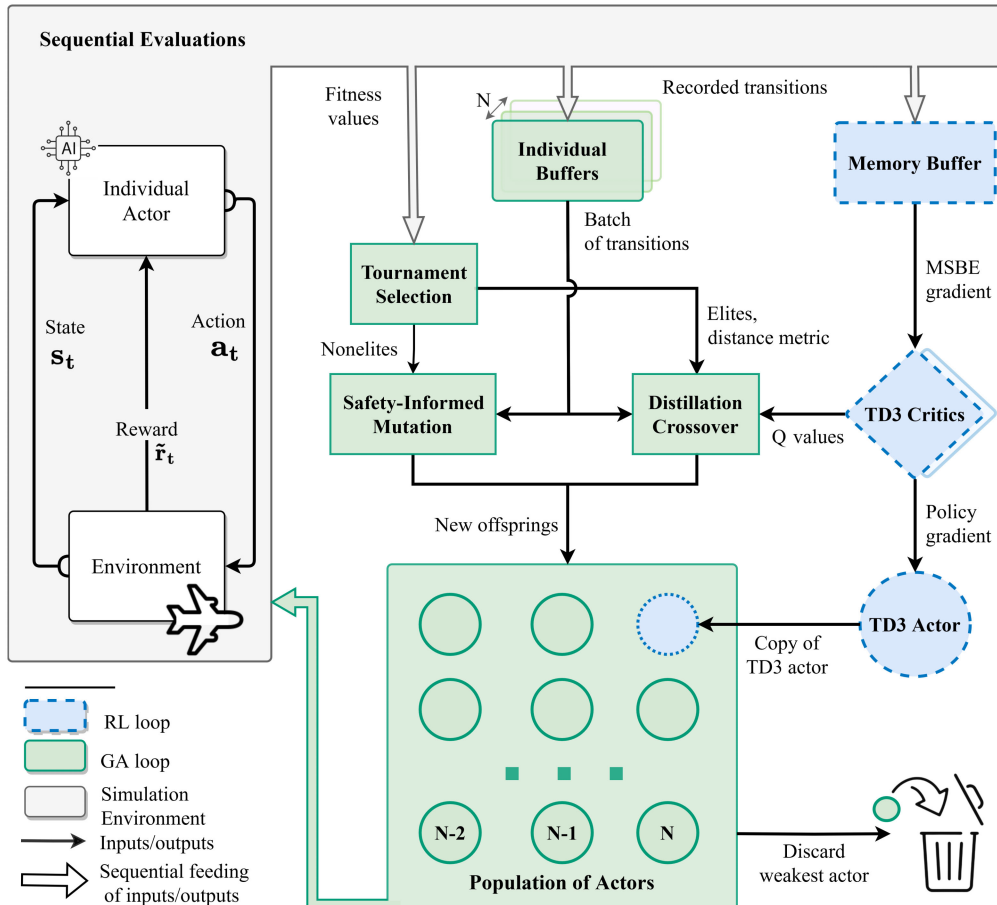 Sequential Evaluations
Fitness
values
N
Recorded transitions
AI
Individual
Actor
Individual
Buffers
Memory Buffer
Batch
of transitions
Tournament
Selection
MSBE
gradient
State
s_t
Action
a_t
Elites,
distance metric
Nonelites
Safety-Informed
Mutation
Distillation
Crossover
TD3 Critics
Q values
Reward
r̃_t
New offsprings
Policy
gradient
Environment
TD3 Actor
Copy of
TD3 actor
RL loop
GA loop
Simulation
Environment
Inputs/outputs
Sequential feeding
of inputs/outputs
N-2
N-1
N
Population of Actors
Discard
weakest actor